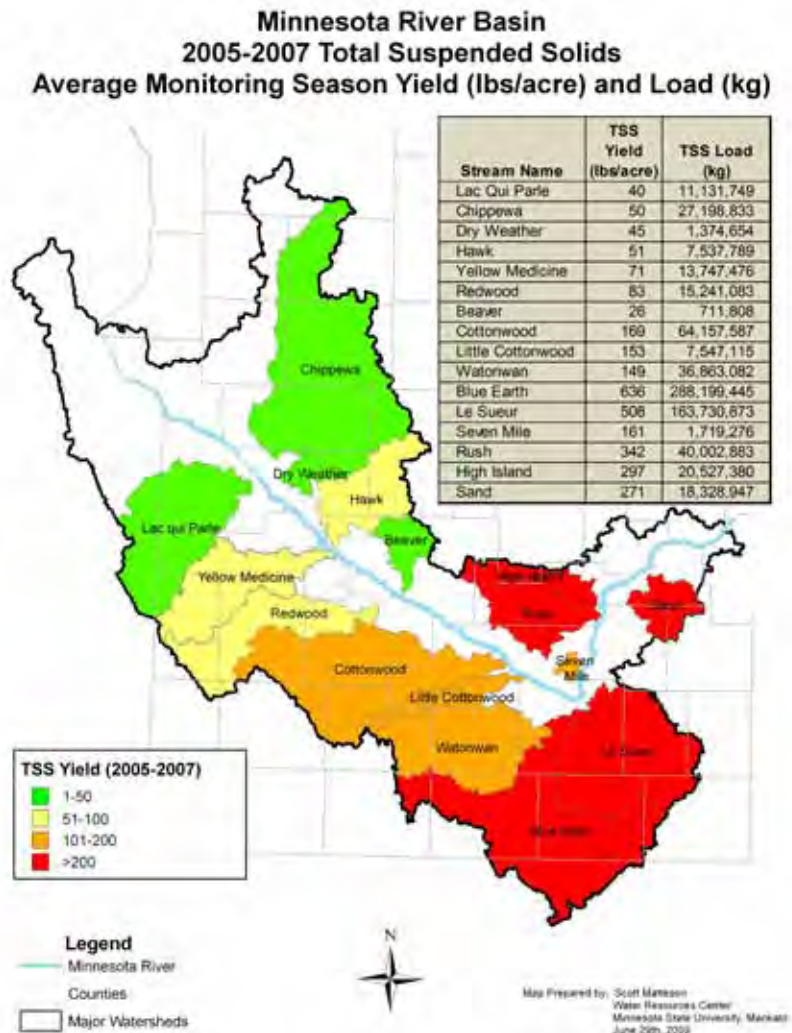 Minnesota River Basin
2005-2007 Total Suspended Solids
Average Monitoring Season Yield (lbs/acre) and Load (kg)
Stream Name TSS Yield (lbs/acre) TSS Load (kg)
Lac Qui Parle 40 11,131,749
Chippewa 50 27,198,833
Dry Weather 45 1,374,654
Hawk 51 7,537,789
Yellow Medicine 71 13,747,476
Redwood 83 15,241,083
Beaver 26 711,808
Cottonwood 169 64,157,587
Little Cottonwood 153 7,547,115
Watonwan 149 36,863,082
Blue Earth 636 288,199,445
Le Sueur 508 163,730,873
Seven Mile 161 1,719,276
Rush 342 40,002,883
High Island 297 20,527,380
Sand 271 18,328,947
Chippewa
Dry Weather
Hawk
Lac qui Parle
Beaver
Yellow Medicine
High Island
Rush
Sand
Redwood
Seven
Mile
Cottonwood
Little Cottonwood
Watonwan
Le Sueur
Blue Earth
TSS Yield (2005-2007)
1-50
51-100
101-200
>200
Legend
Minnesota River
Counties
Major Watersheds
N
Map Prepared by: Scott Matteson
Water Resources Center
Minnesota State University, Mankato
June 29th, 2009